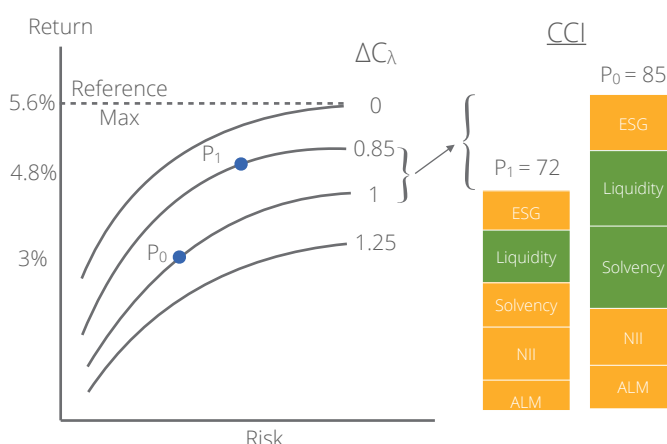 Return
ΔCλ
CCI
Reference
Max
5.6%
4.8%
3%
0
0.85
1
1.25
P1
P0
Risk
P1 = 72
ESG
Liquidity
Solvency
NII
ALM
P0 = 85
ESG
Liquidity
Solvency
NII
ALM